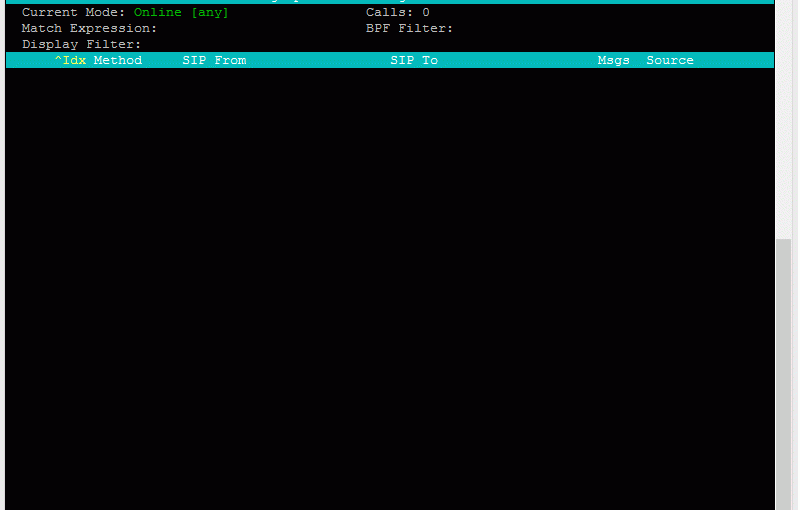 Current Mode: Online [any] Calls: 0
Match Expression: BPF Filter:
Display Filter:
^Idx Method SIP From SIP To Msgs Source